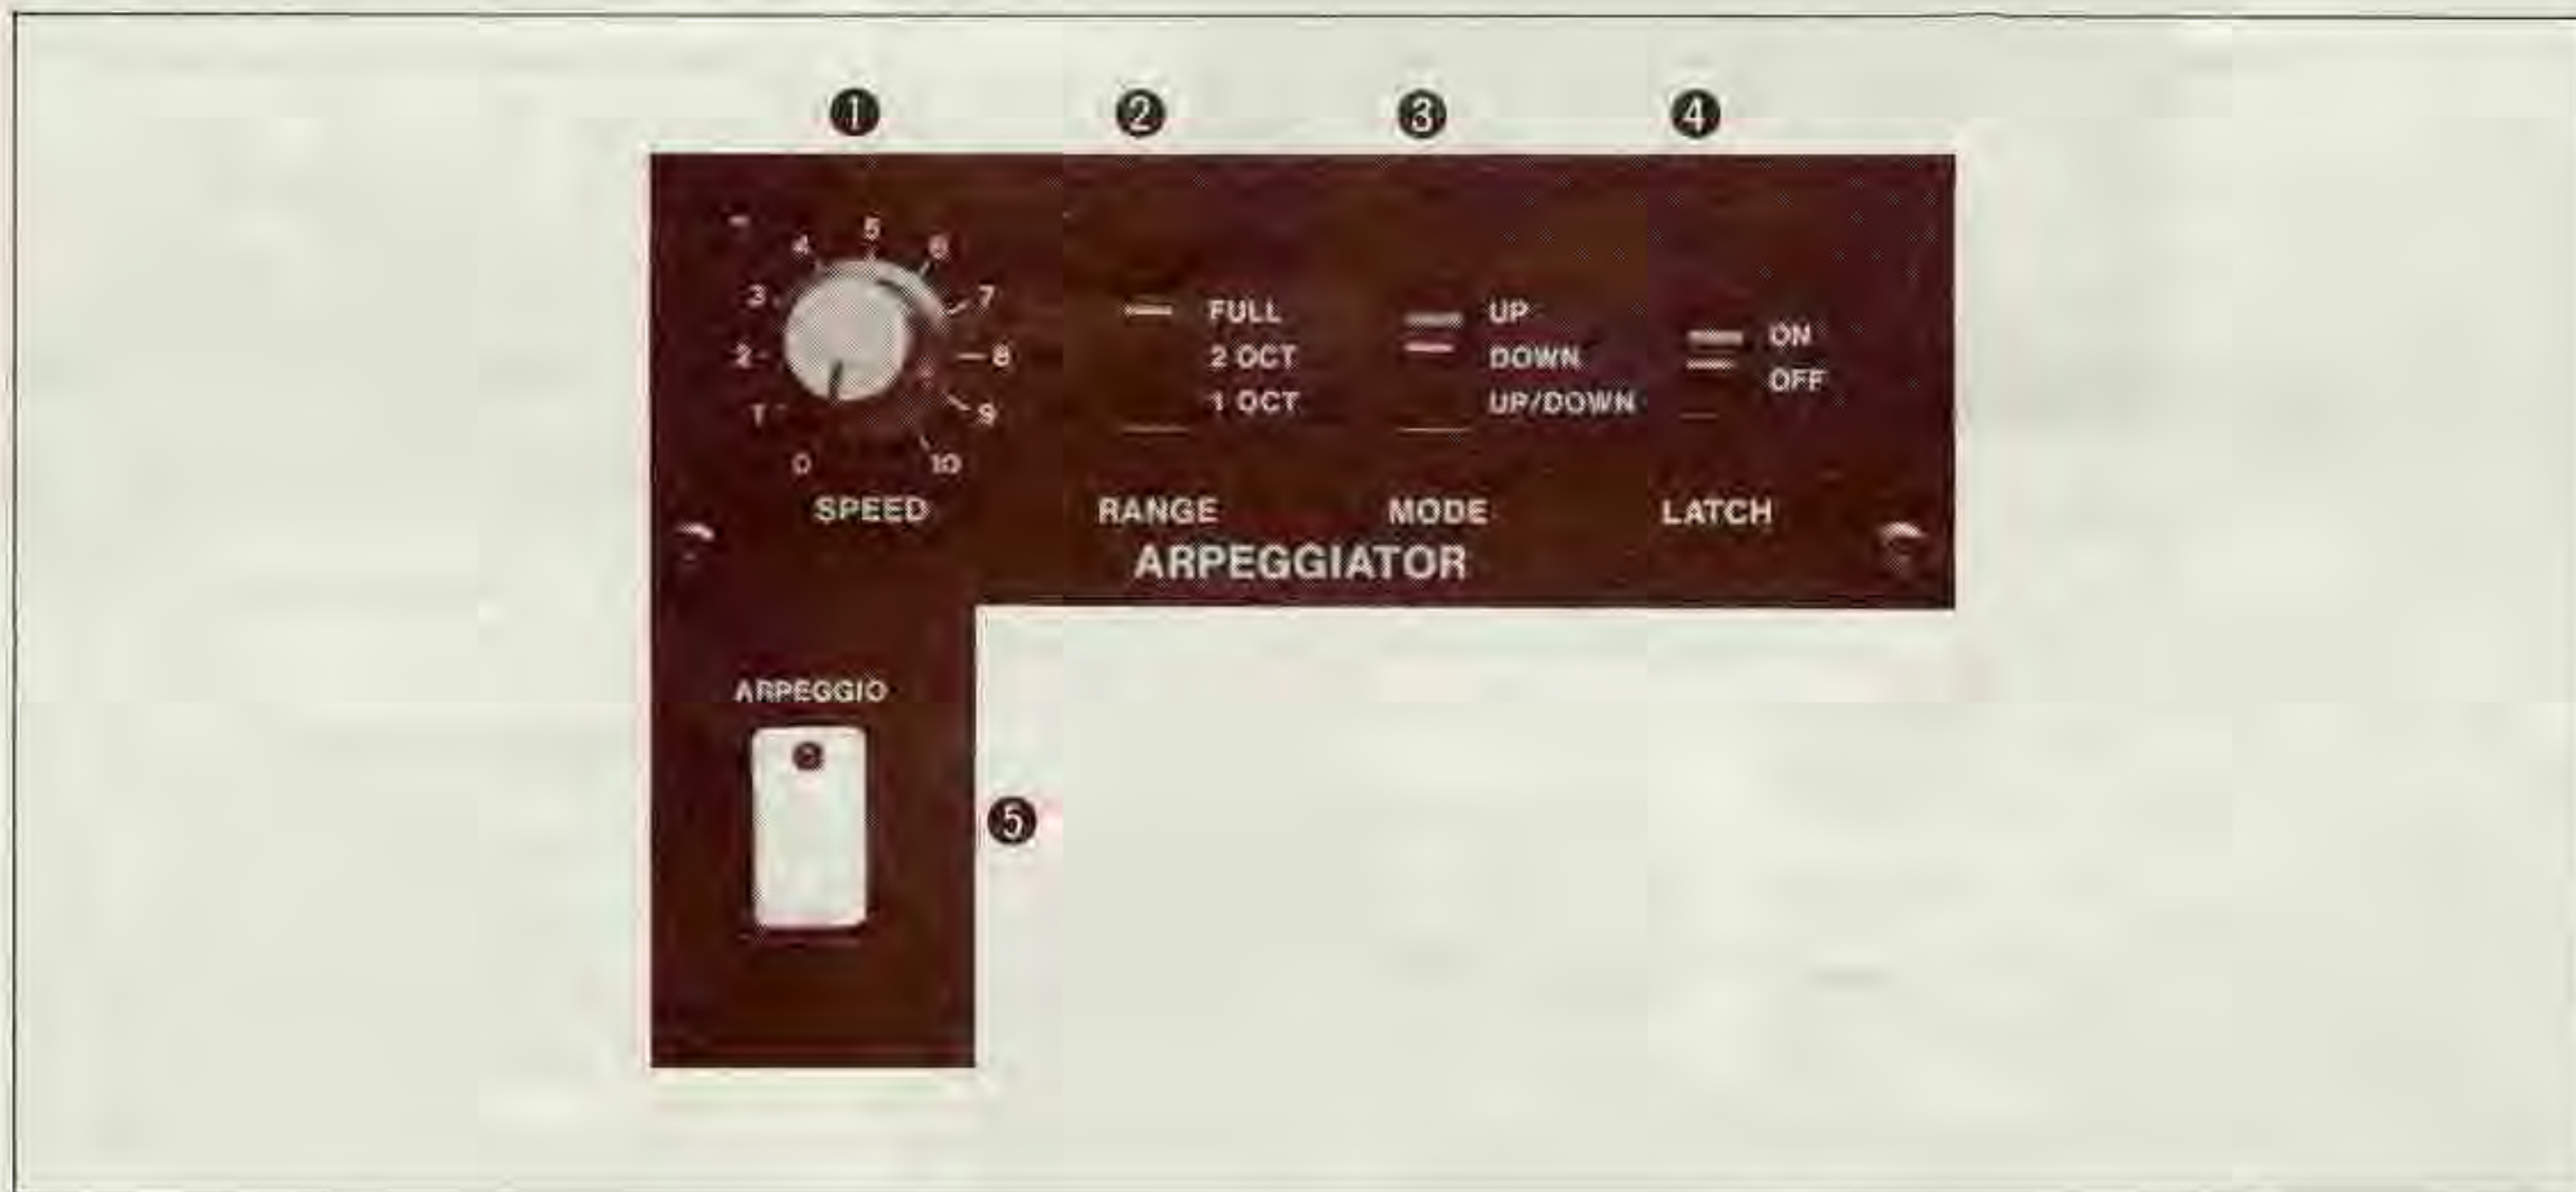 ❶ ❷ ❸ ❹
5
4 6
3 7
2 8
1 9
0 10
FULL
2 OCT
1 OCT
UP
DOWN
UP/DOWN
ON
OFF
SPEED RANGE MODE LATCH
ARPEGGIATOR
ARPEGGIO
❺